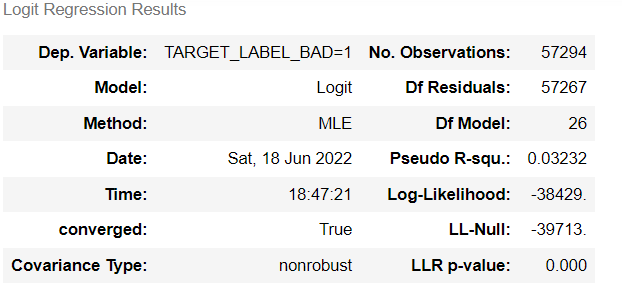 Logit Regression Results
Dep. Variable: TARGET_LABEL_BAD=1 No. Observations: 57294
Model: Logit Df Residuals: 57267
Method: MLE Df Model: 26
Date: Sat, 18 Jun 2022 Pseudo R-squ.: 0.03232
Time: 18:47:21 Log-Likelihood: -38429.
converged: True LL-Null: -39713.
Covariance Type: nonrobust LLR p-value: 0.000